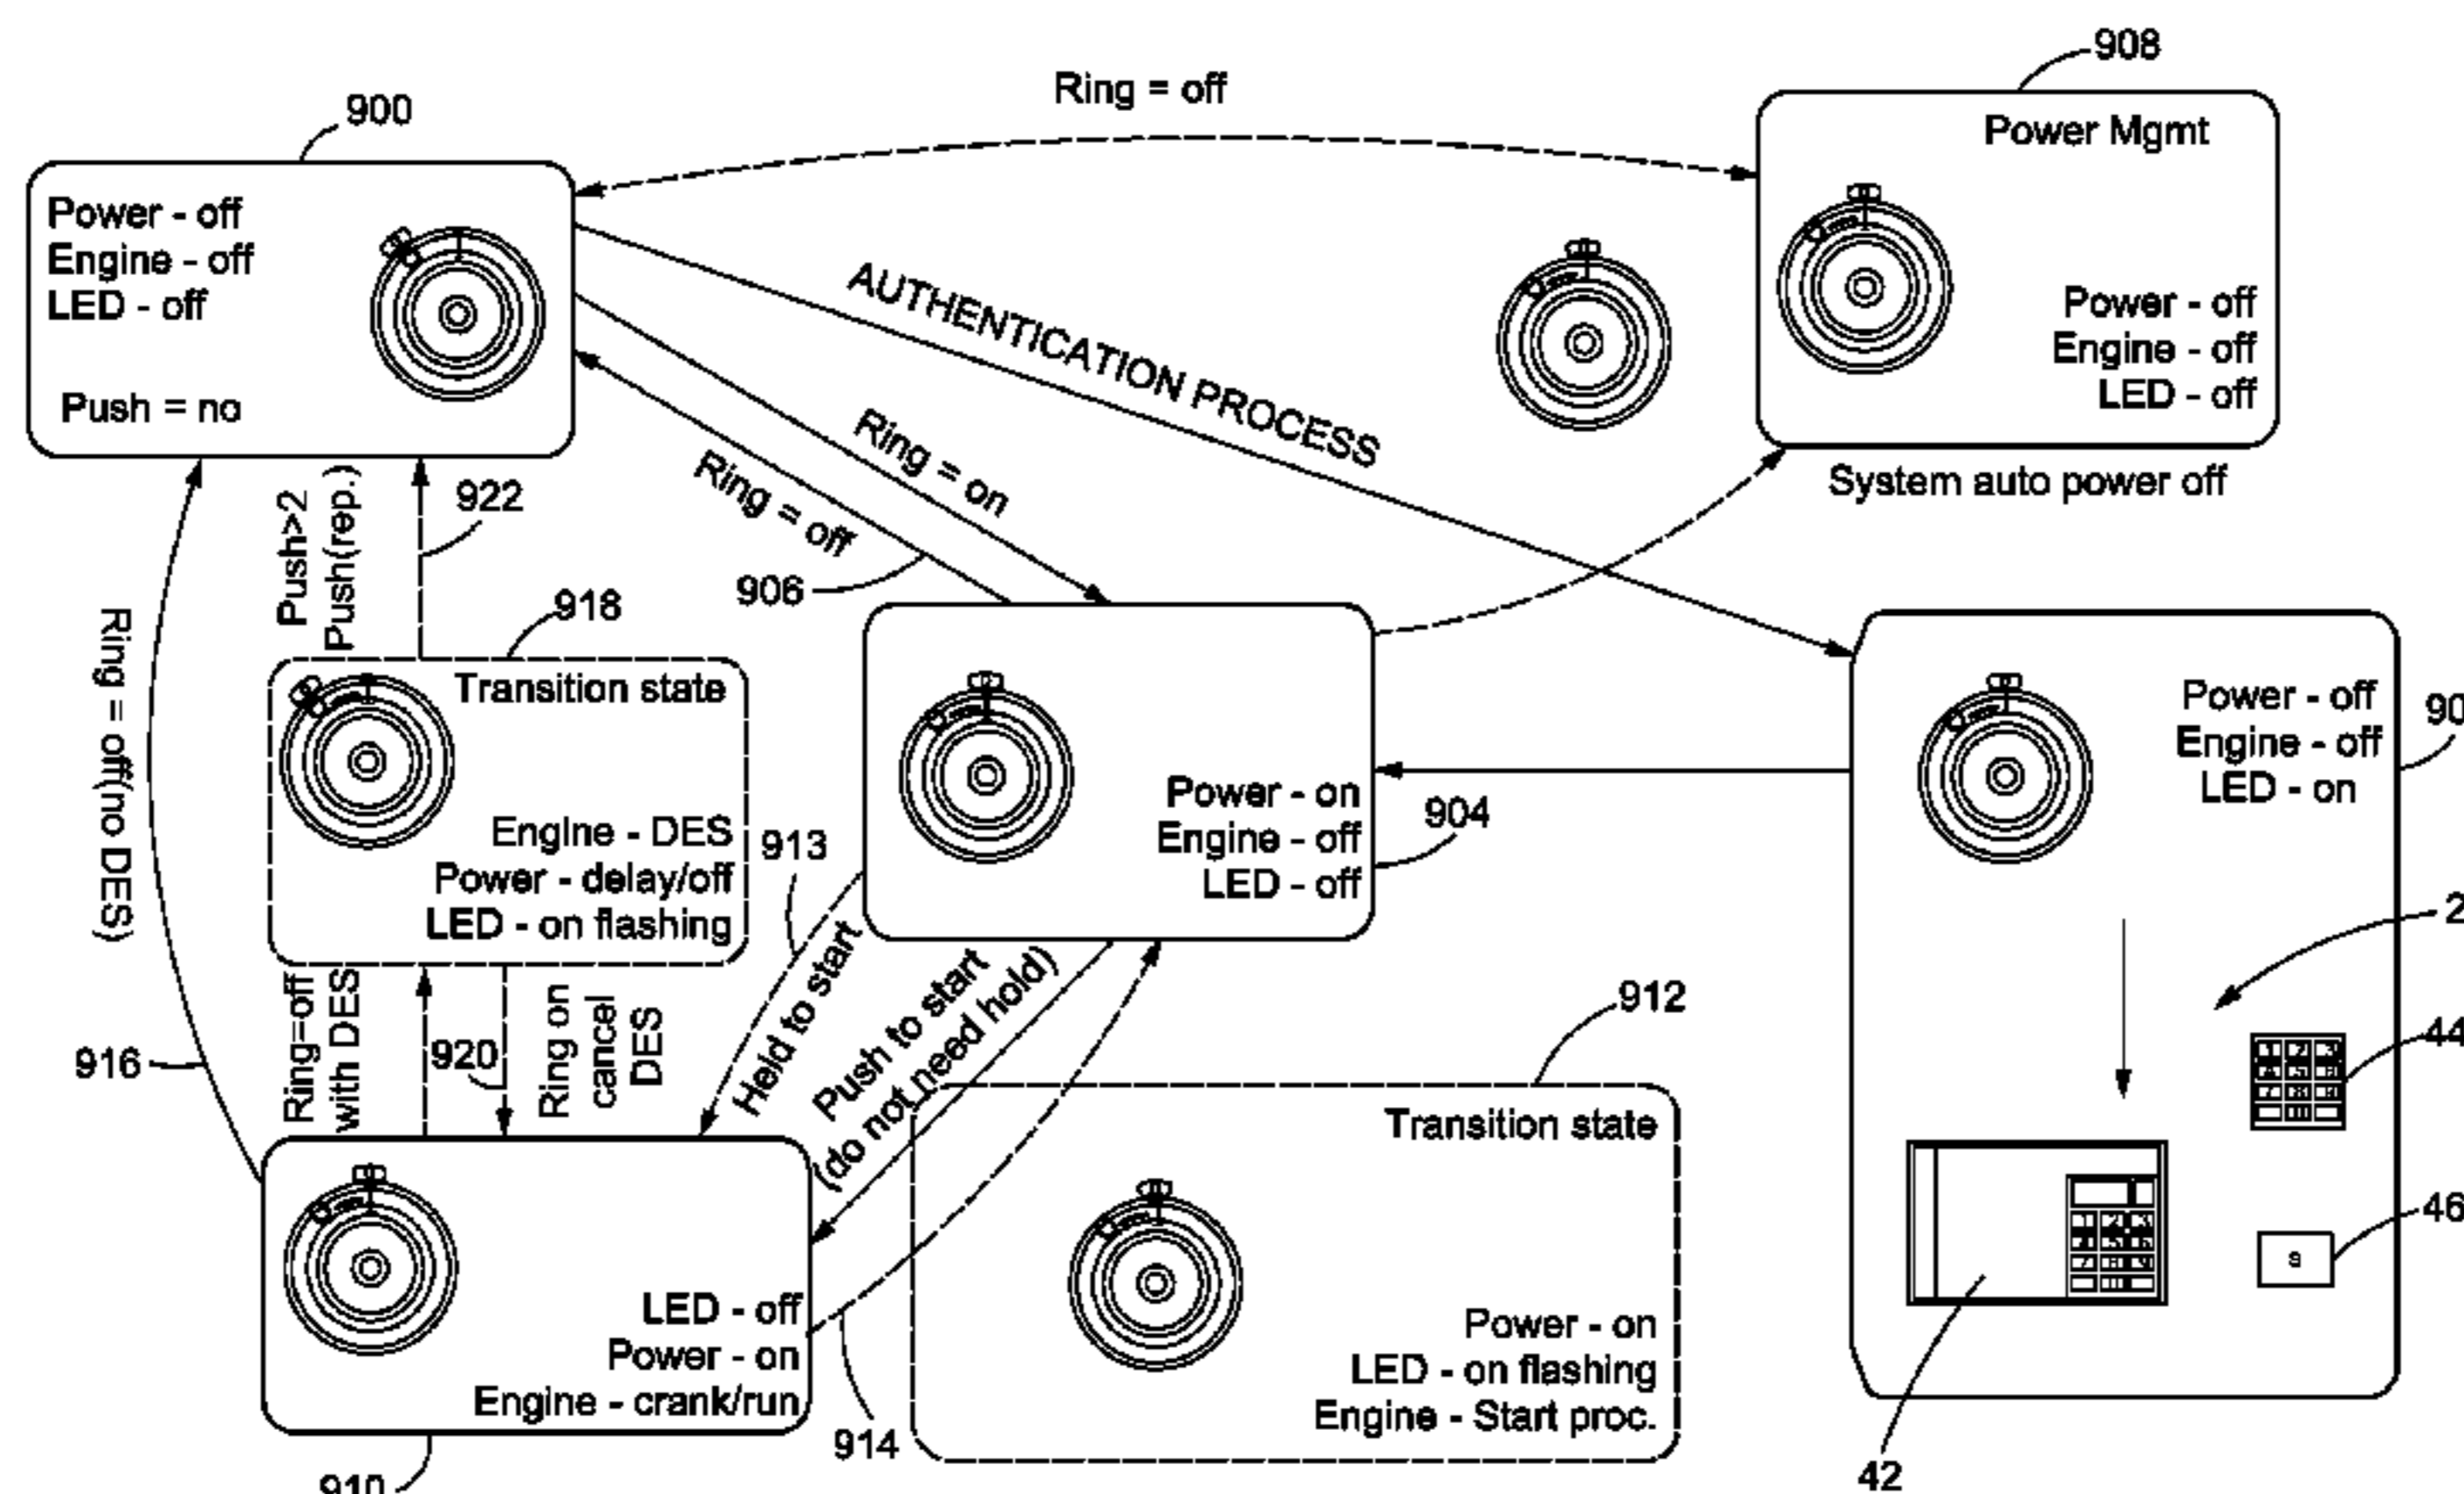 900
Power - off
Engine - off
LED - off
Push = no
Ring = off
908
Power Mgmt
Power - off
Engine - off
LED - off
System auto power off
AUTHENTICATION PROCESS
Ring = on
Ring = off
906
Push>2
Push(rep.)
922
918
Transition state
Engine - DES
Power - delay/off
LED - on flashing
Ring = off(no DES)
916
Ring=off
with DES
920
Ring on
cancel
DES
913
Held to start
Push to start
(do not need hold)
Power - on
Engine - off
LED - off
904
Power - off
Engine - off
LED - on
90
2
44
46
s
42
912
Transition state
Power - on
LED - on flashing
Engine - Start proc.
LED - off
Power - on
Engine - crank/run
914
910